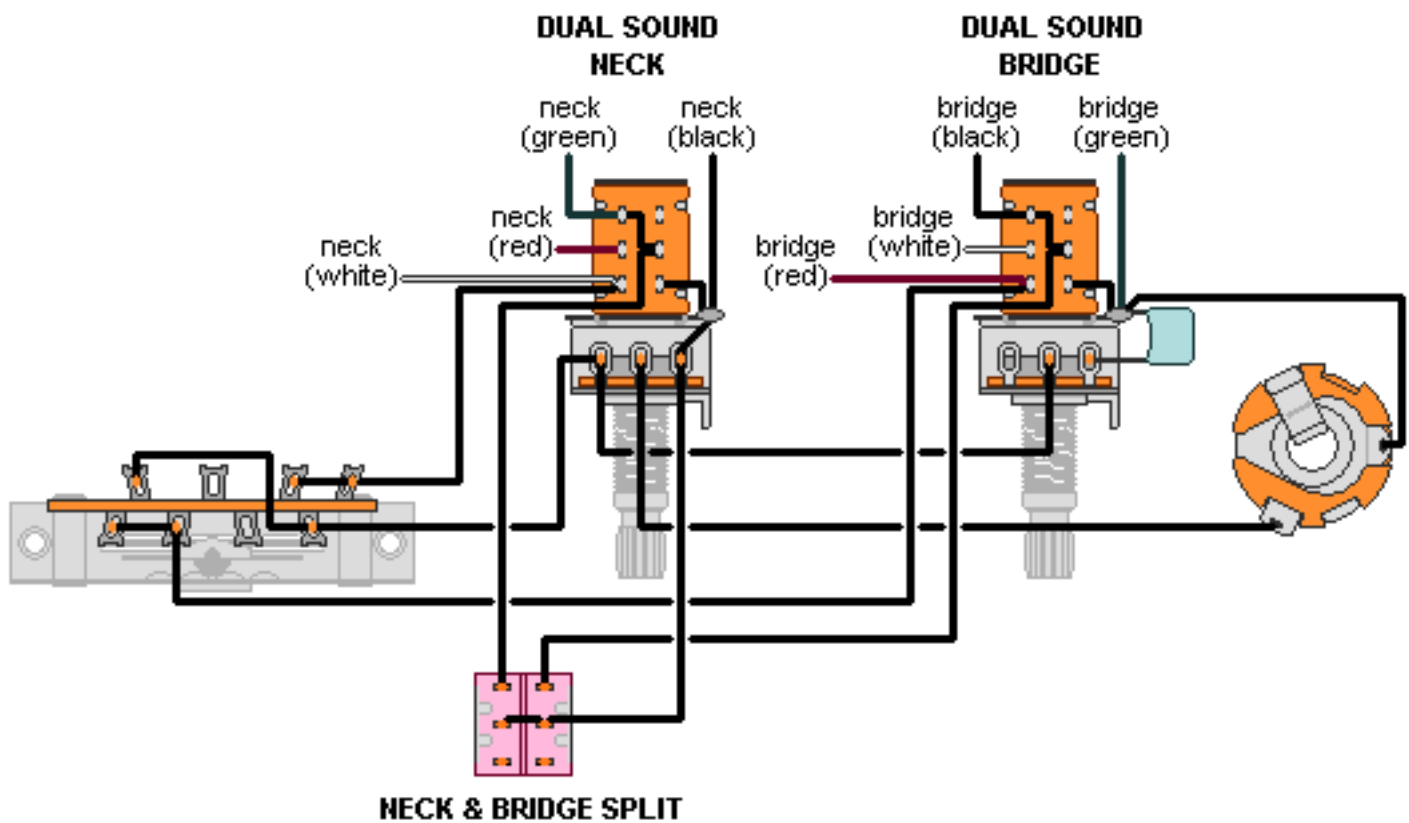 DUAL SOUND
NECK
DUAL SOUND
BRIDGE
neck
(green)
neck
(black)
bridge
(black)
bridge
(green)
neck
(red)
neck
(white)
bridge
(white)
bridge
(red)
NECK & BRIDGE SPLIT